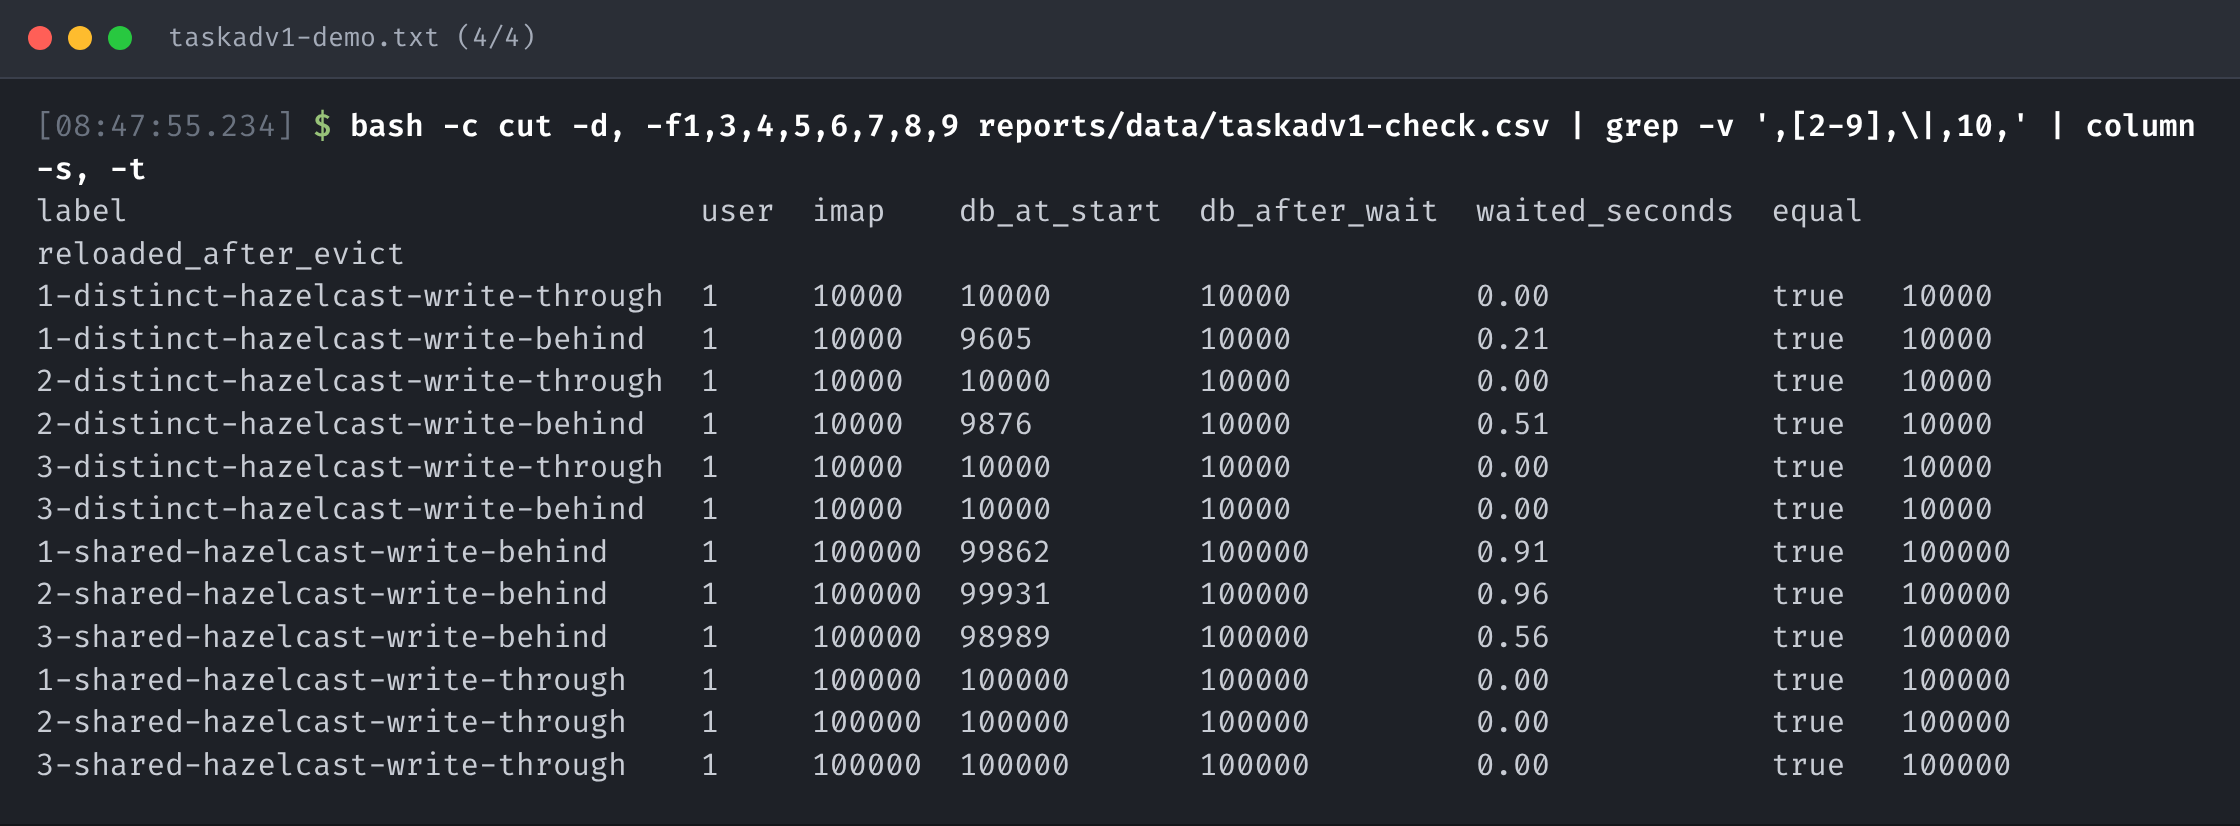 taskadv1-demo.txt (4/4)
[08:47:55.234] $ bash -c cut -d, -f1,3,4,5,6,7,8,9 reports/data/taskadv1-check.csv | grep -v ',[2-9],\|,10,' | column
-s, -t
label user imap db_at_start db_after_wait waited_seconds equal
reloaded_after_evict
1-distinct-hazelcast-write-through 1 10000 10000 10000 0.00 true 10000
1-distinct-hazelcast-write-behind 1 10000 9605 10000 0.21 true 10000
2-distinct-hazelcast-write-through 1 10000 10000 10000 0.00 true 10000
2-distinct-hazelcast-write-behind 1 10000 9876 10000 0.51 true 10000
3-distinct-hazelcast-write-through 1 10000 10000 10000 0.00 true 10000
3-distinct-hazelcast-write-behind 1 10000 10000 10000 0.00 true 10000
1-shared-hazelcast-write-behind 1 100000 99862 100000 0.91 true 100000
2-shared-hazelcast-write-behind 1 100000 99931 100000 0.96 true 100000
3-shared-hazelcast-write-behind 1 100000 98989 100000 0.56 true 100000
1-shared-hazelcast-write-through 1 100000 100000 100000 0.00 true 100000
2-shared-hazelcast-write-through 1 100000 100000 100000 0.00 true 100000
3-shared-hazelcast-write-through 1 100000 100000 100000 0.00 true 100000